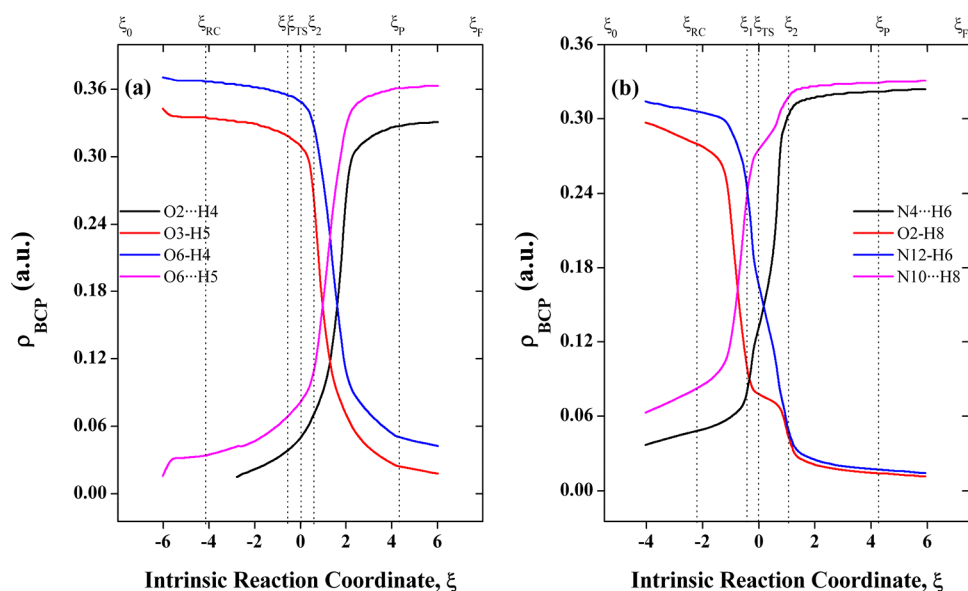 ξ0 ξRC ξ1 ξTS ξ2 ξP ξF
(a)
0.36
0.30
0.24
0.18
0.12
0.06
0.00
ρBCP (a.u.)
O2···H4
O3-H5
O6-H4
O6···H5
-6 -4 -2 0 2 4 6
Intrinsic Reaction Coordinate, ξ
ξ0 ξRC ξ1 ξTS ξ2 ξP ξF
(b)
0.36
0.30
0.24
0.18
0.12
0.06
0.00
ρBCP (a.u.)
N4···H6
O2-H8
N12-H6
N10···H8
-4 -2 0 2 4 6
Intrinsic Reaction Coordinate, ξ